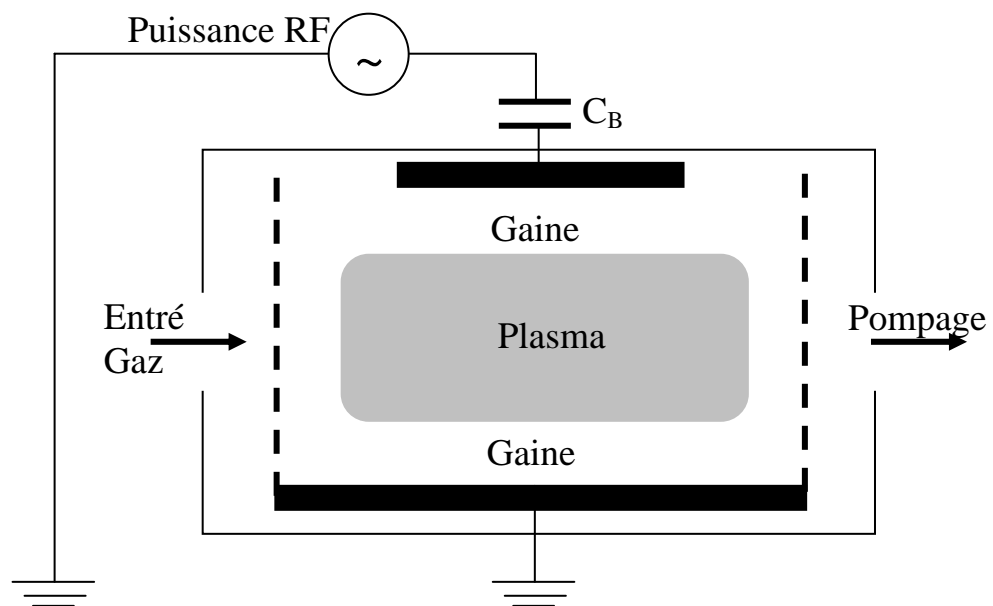 Puissance RF
~
C_B
Gaine
Entré
Gaz
Plasma
Pompage
Gaine